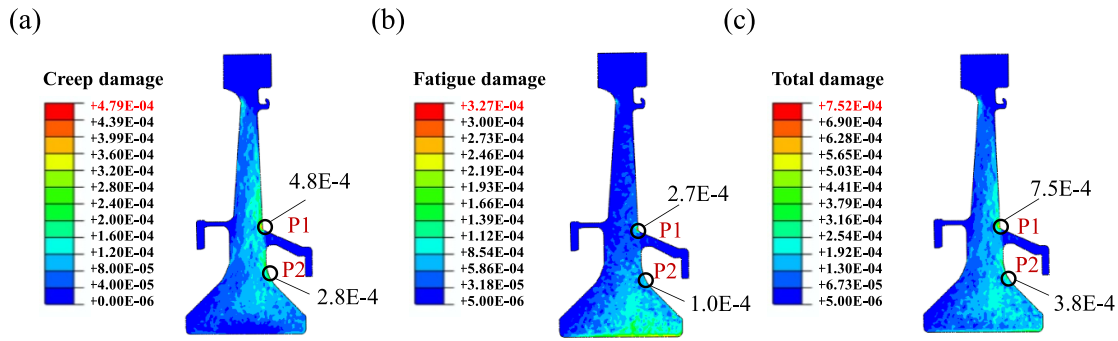 (a)
Creep damage
+4.79E-04
+4.39E-04
+3.99E-04
+3.60E-04
+3.20E-04
+2.80E-04
+2.40E-04
+2.00E-04
+1.60E-04
+1.20E-04
+8.00E-05
+4.00E-05
+0.00E-06
4.8E-4
P1
P2
2.8E-4
(b)
Fatigue damage
+3.27E-04
+3.00E-04
+2.73E-04
+2.46E-04
+2.19E-04
+1.93E-04
+1.66E-04
+1.39E-04
+1.12E-04
+8.54E-04
+5.86E-04
+3.18E-05
+5.00E-06
2.7E-4
P1
P2
1.0E-4
(c)
Total damage
+7.52E-04
+6.90E-04
+6.28E-04
+5.65E-04
+5.03E-04
+4.41E-04
+3.79E-04
+3.16E-04
+2.54E-04
+1.92E-04
+1.30E-04
+6.73E-05
+5.00E-06
7.5E-4
P1
P2
3.8E-4